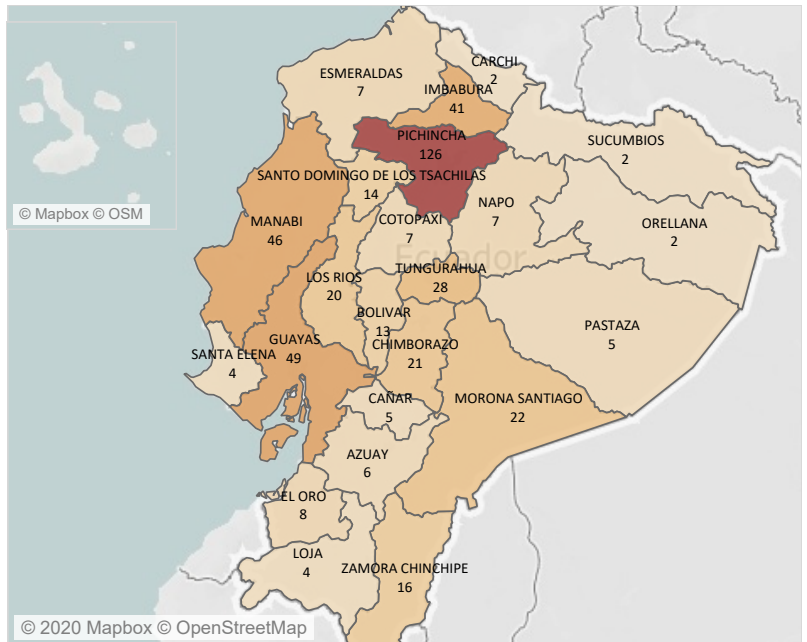 CARCHI
2
ESMERALDAS
7
IMBABURA
41
PICHINCHA
126
SUCUMBIOS
2
SANTO DOMINGO DE LOS TSACHILAS
14
© Mapbox © OSM
MANABI
46
COTOPAXI
7
NAPO
7
ORELLANA
2
Ecuador
TUNGURAHUA
28
LOS RIOS
20
BOLIVAR
13
PASTAZA
5
GUAYAS
49
CHIMBORAZO
21
SANTA ELENA
4
CAÑAR
5
MORONA SANTIAGO
22
AZUAY
6
EL ORO
8
LOJA
4
ZAMORA CHINCHIPE
16
© 2020 Mapbox © OpenStreetMap